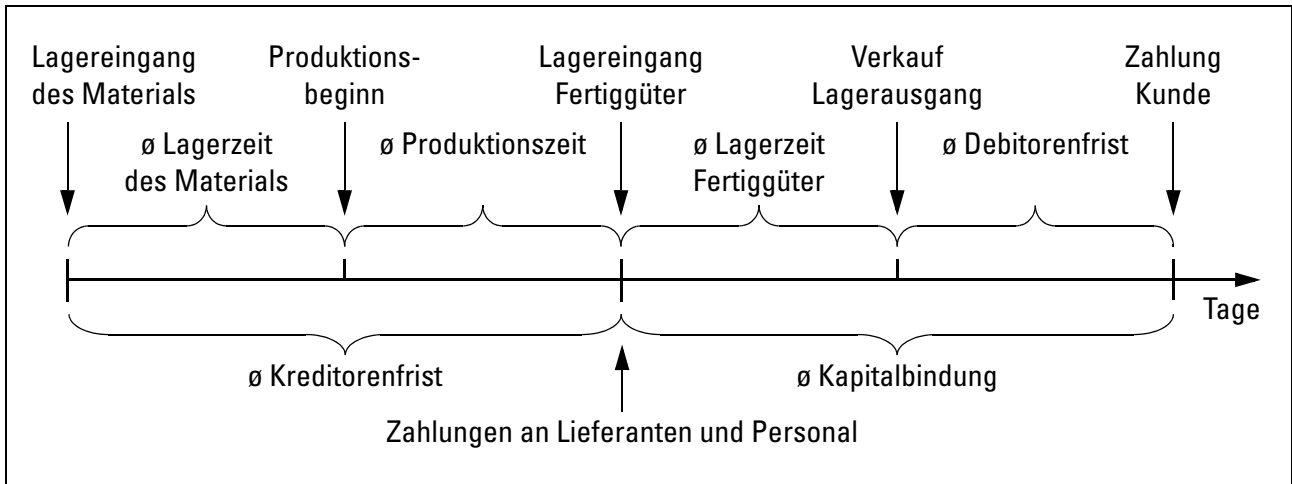 Lagereingang
des Materials
Produktions-
beginn
Lagereingang
Fertiggüter
Verkauf
Lagerausgang
Zahlung
Kunde
ø Lagerzeit
des Materials
ø Produktionszeit
ø Lagerzeit
Fertiggüter
ø Debitorenfrist
Tage
ø Kreditorenfrist
ø Kapitalbindung
Zahlungen an Lieferanten und Personal